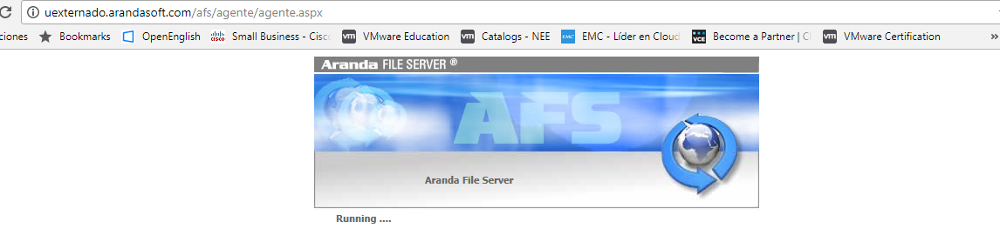 uexternado.arandasoft.com/afs/agente/agente.aspx
ciones Bookmarks OpenEnglish Small Business - Cisc VMware Education Catalogs - NEE EMC - Líder en Cloud Become a Partner | C VMware Certification »
Aranda FILE SERVER ®
AFS
Aranda File Server
Running ....